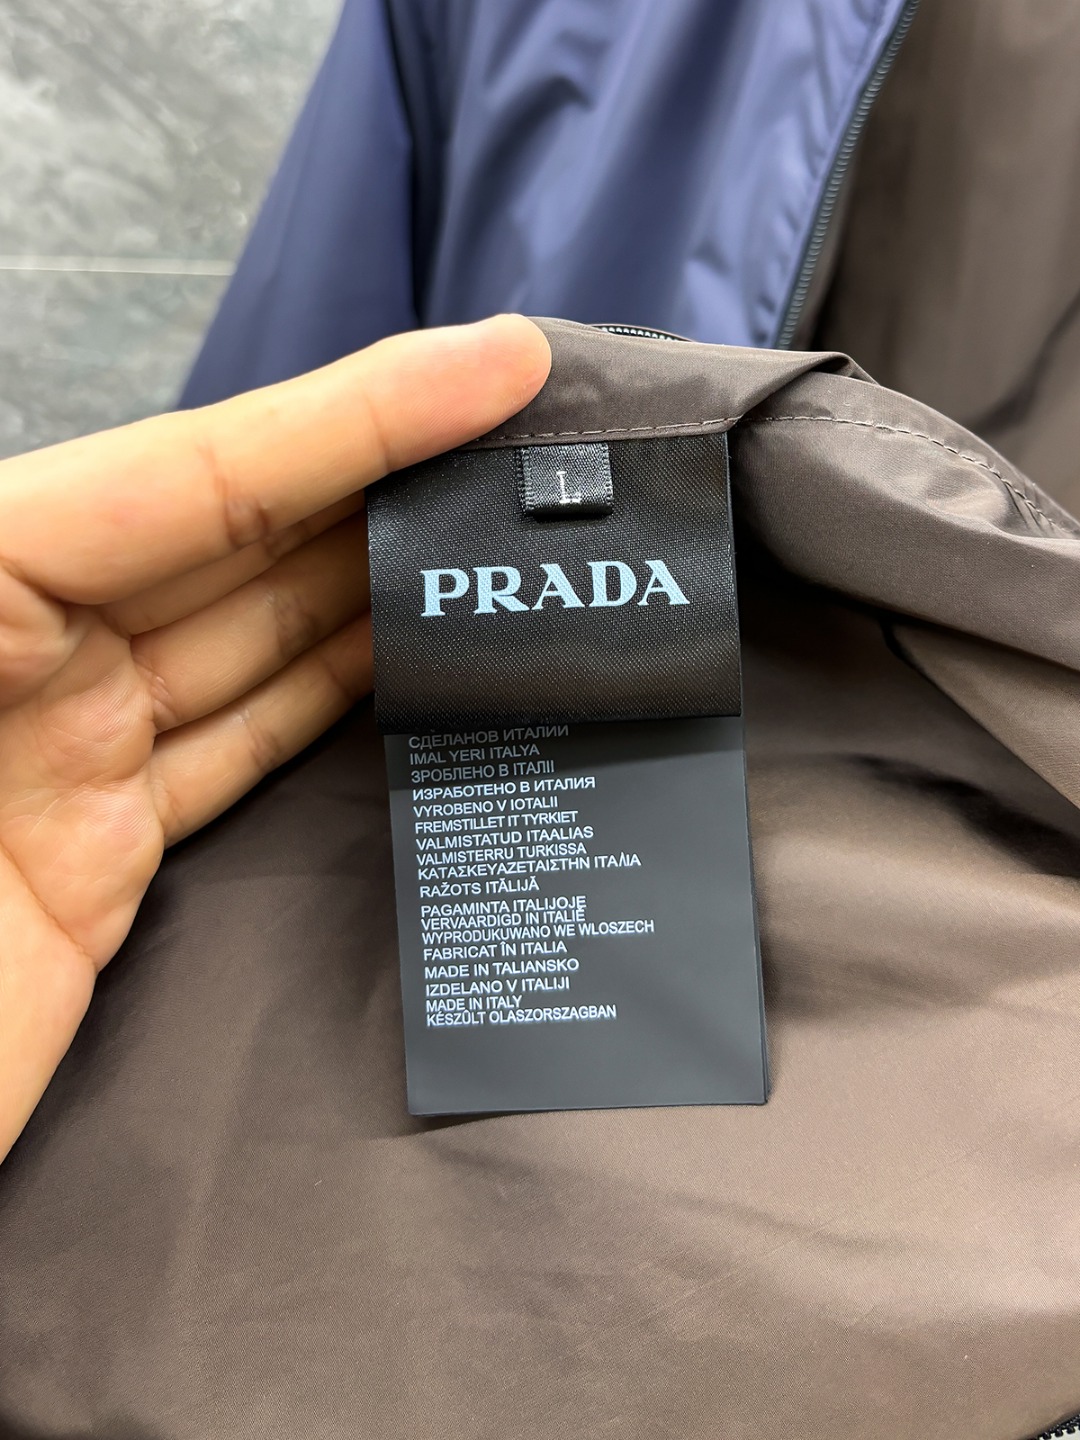 L
PRADA
СДЕЛАНОВ ИТАЛИИ
IMAL YERI ITALYA
ЗРОБЛЕНО В ІТАЛІЇ
ИЗРАБОТЕНО В ИТАЛИЯ
VYROBENO V IOTALII
FREMSTILLET IT TYRKIET
VALMISTATUD ITAALIAS
VALMISTERRU TURKISSA
ΚΑΤΑΣΚΕΥΑΖΕΤΑΙΣΤΗΝ ΙΤΑΛΙΑ
RAŽOTS ITĀLIJĀ
PAGAMINTA ITALIJOJĘ
VERVAARDIGD IN ITALIË
WYPRODUKUWANO WE WLOSZECH
FABRICAT ÎN ITALIA
MADE IN TALIANSKO
IZDELANO V ITALIJI
MADE IN ITALY
KÉSZÜLT OLASZORSZAGBAN